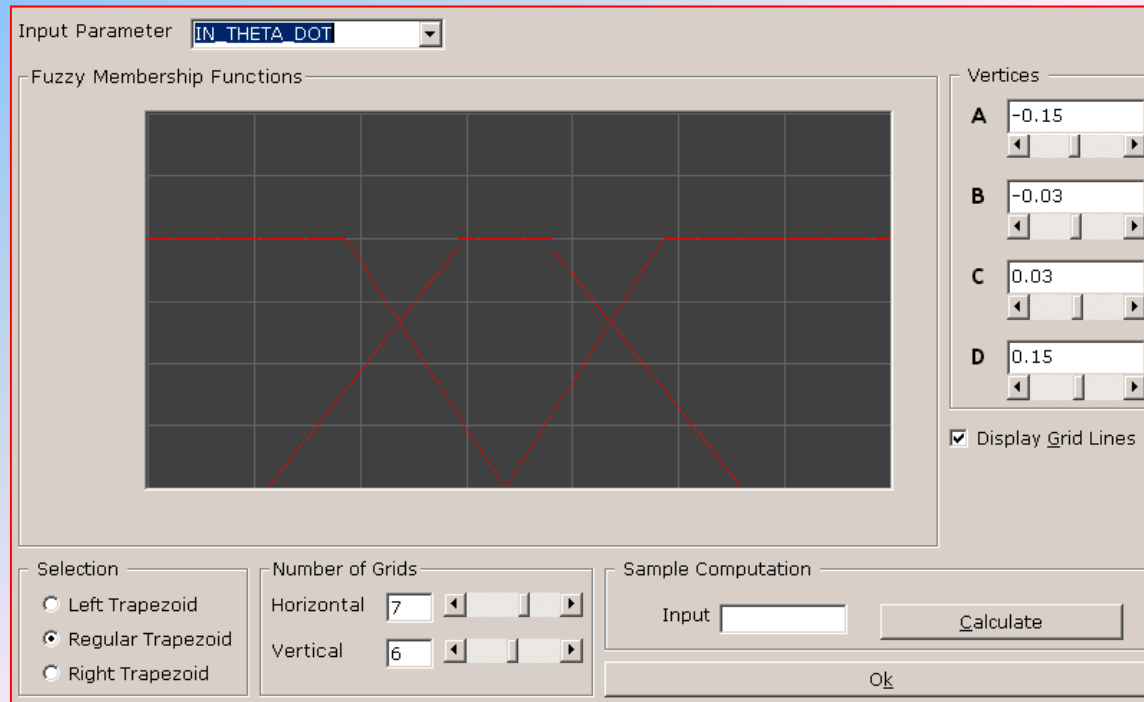 Input Parameter IN_THETA_DOT
Fuzzy Membership Functions
Vertices
A -0.15
B -0.03
C 0.03
D 0.15
Display Grid Lines
Selection
Left Trapezoid
Regular Trapezoid
Right Trapezoid
Number of Grids
Horizontal 7
Vertical 6
Sample Computation
Input Calculate
Ok